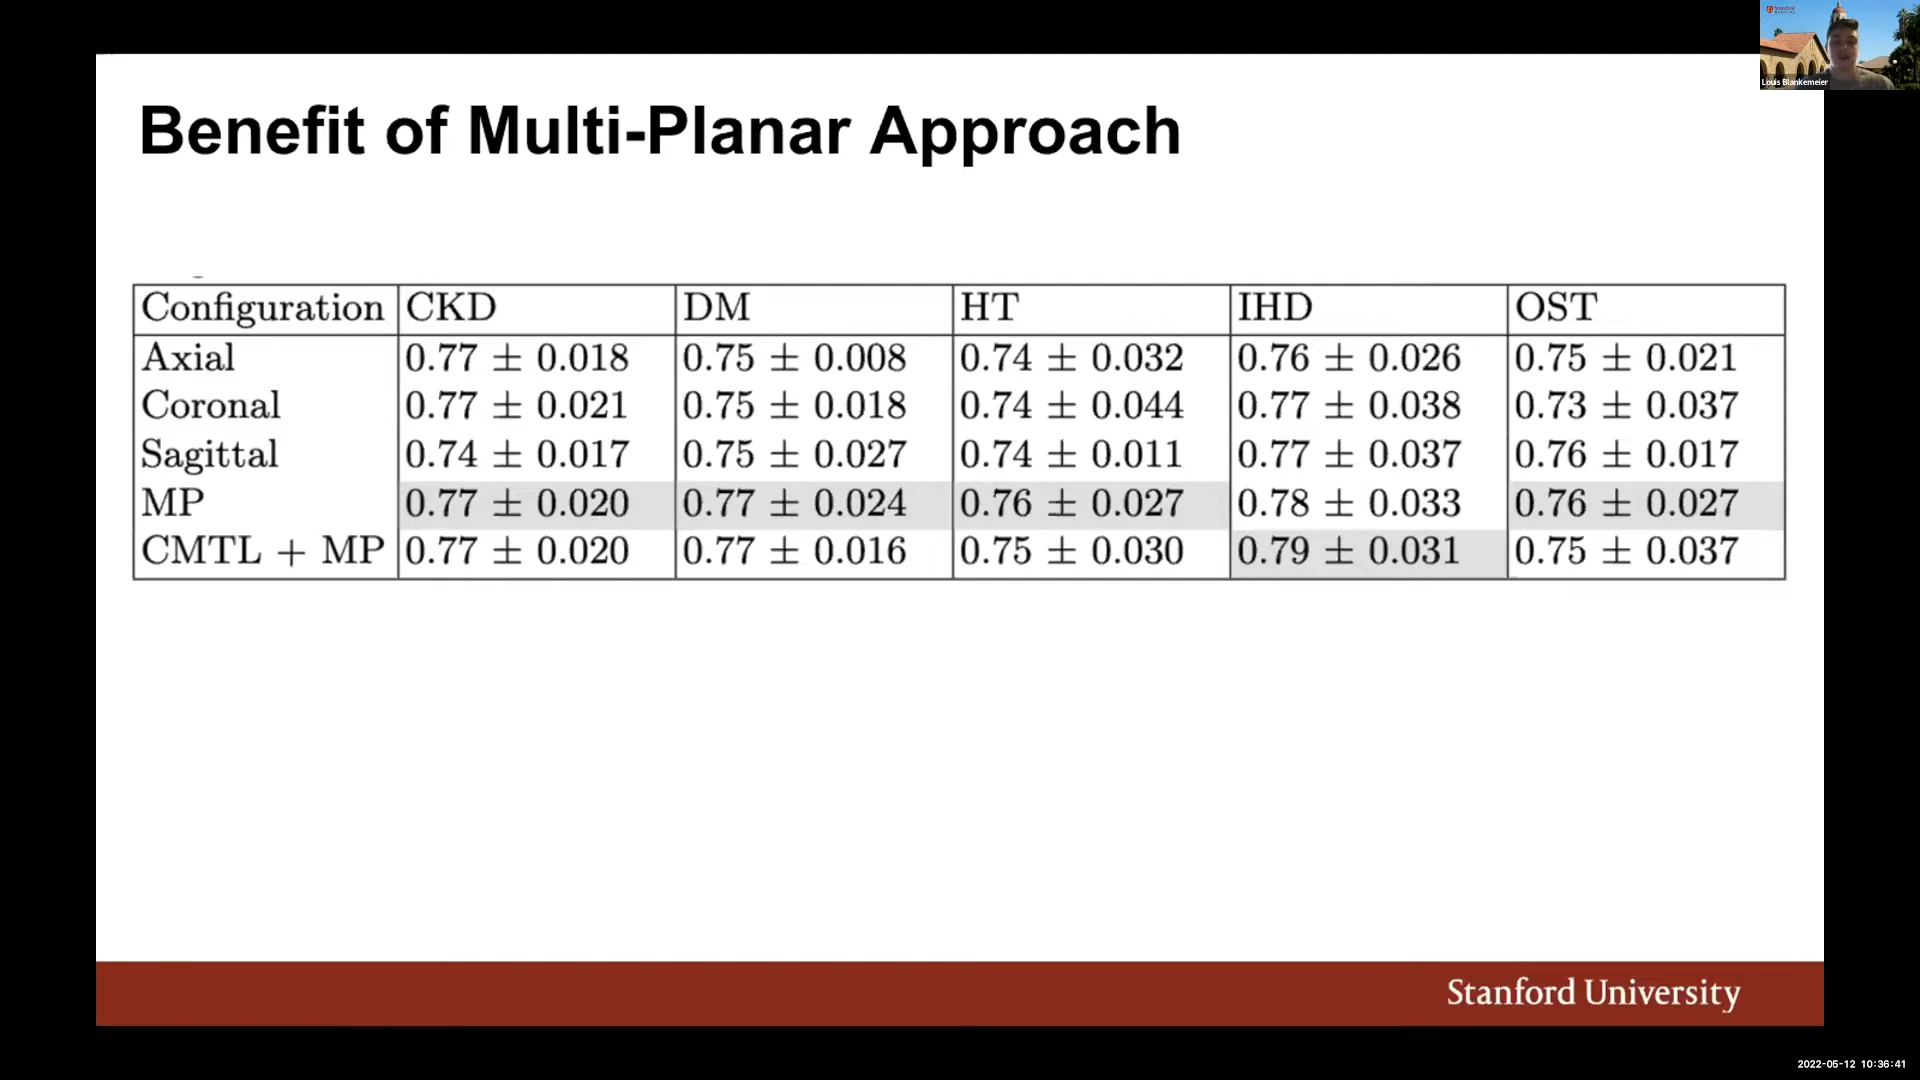 Stanford
Louis Blankemeier
Benefit of Multi-Planar Approach
Configuration CKD DM HT IHD OST
Axial 0.77 ± 0.018 0.75 ± 0.008 0.74 ± 0.032 0.76 ± 0.026 0.75 ± 0.021
Coronal 0.77 ± 0.021 0.75 ± 0.018 0.74 ± 0.044 0.77 ± 0.038 0.73 ± 0.037
Sagittal 0.74 ± 0.017 0.75 ± 0.027 0.74 ± 0.011 0.77 ± 0.037 0.76 ± 0.017
MP 0.77 ± 0.020 0.77 ± 0.024 0.76 ± 0.027 0.78 ± 0.033 0.76 ± 0.027
CMTL + MP 0.77 ± 0.020 0.77 ± 0.016 0.75 ± 0.030 0.79 ± 0.031 0.75 ± 0.037
Stanford University
2022-05-12 10:36:41